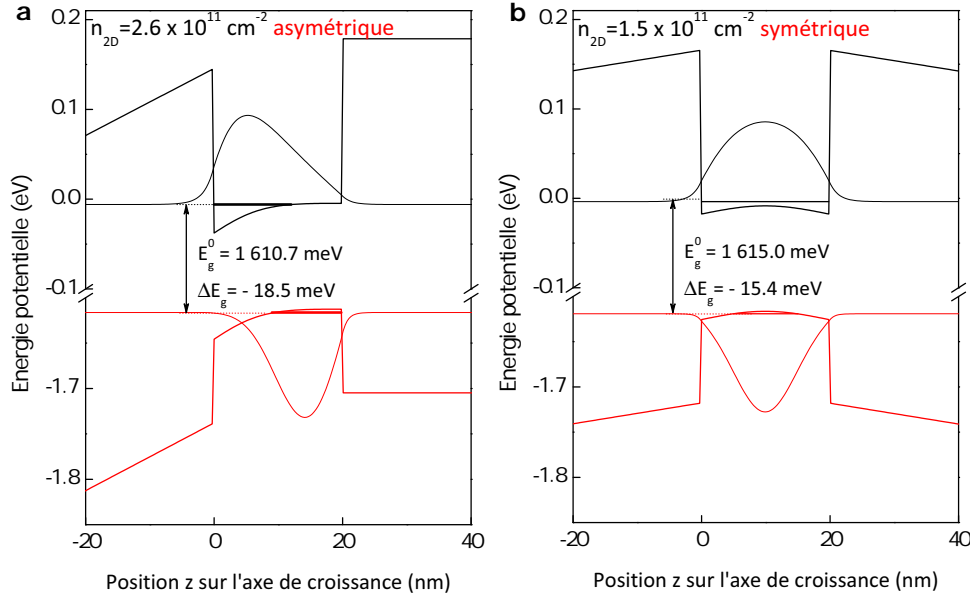 a
n2D=2.6 x 10^11 cm^-2 asymétrique
0.2
0.1
0.0
-0.1
-1.7
-1.8
Energie potentielle (eV)
E_g^0 = 1 610.7 meV
ΔE_g = - 18.5 meV
-20 0 20 40
Position z sur l'axe de croissance (nm)
b
n2D=1.5 x 10^11 cm^-2 symétrique
0.2
0.1
0.0
-0.1
-1.7
-1.8
Energie potentielle (eV)
E_g^0 = 1 615.0 meV
ΔE_g = - 15.4 meV
-20 0 20 40
Position z sur l'axe de croissance (nm)